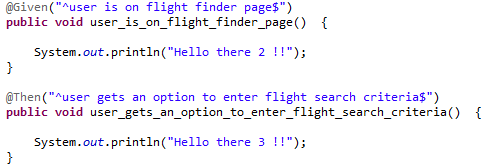 @Given("^user is on flight finder page$")
public void user_is_on_flight_finder_page()  {
System.out.println("Hello there 2 !!");
}
@Then("^user gets an option to enter flight search criteria$")
public void user_gets_an_option_to_enter_flight_search_criteria()  {
System.out.println("Hello there 3 !!");
}